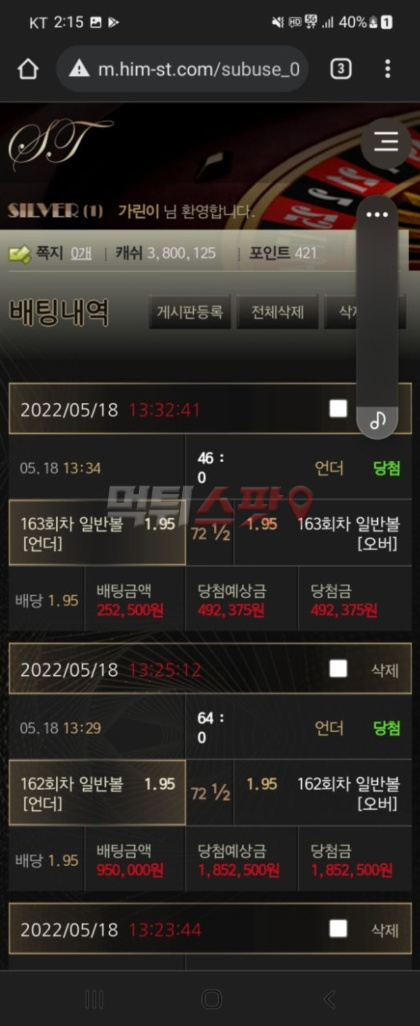 KT 2:15 40% 1
m.him-st.com/subuse_0 3
ST
SILVER (1) 가린이 님 환영합니다.
쪽지 0개 | 캐쉬 3,800,125 | 포인트 421
배팅내역 게시판등록 전체삭제 삭제
2022/05/18 13:32:41
05.18 13:34 46 : 0 언더 당첨
먹튀스팟
163회차 일반볼 [언더] 1.95 72 ½ 1.95 163회차 일반볼 [오버]
배당 1.95 배팅금액 252,500원 당첨예상금 492,375원 당첨금 492,375원
2022/05/18 13:25:12 삭제
05.18 13:29 64 : 0 언더 당첨
162회차 일반볼 [언더] 1.95 72 ½ 1.95 162회차 일반볼 [오버]
배당 1.95 배팅금액 950,000원 당첨예상금 1,852,500원 당첨금 1,852,500원
2022/05/18 13:23:44 삭제